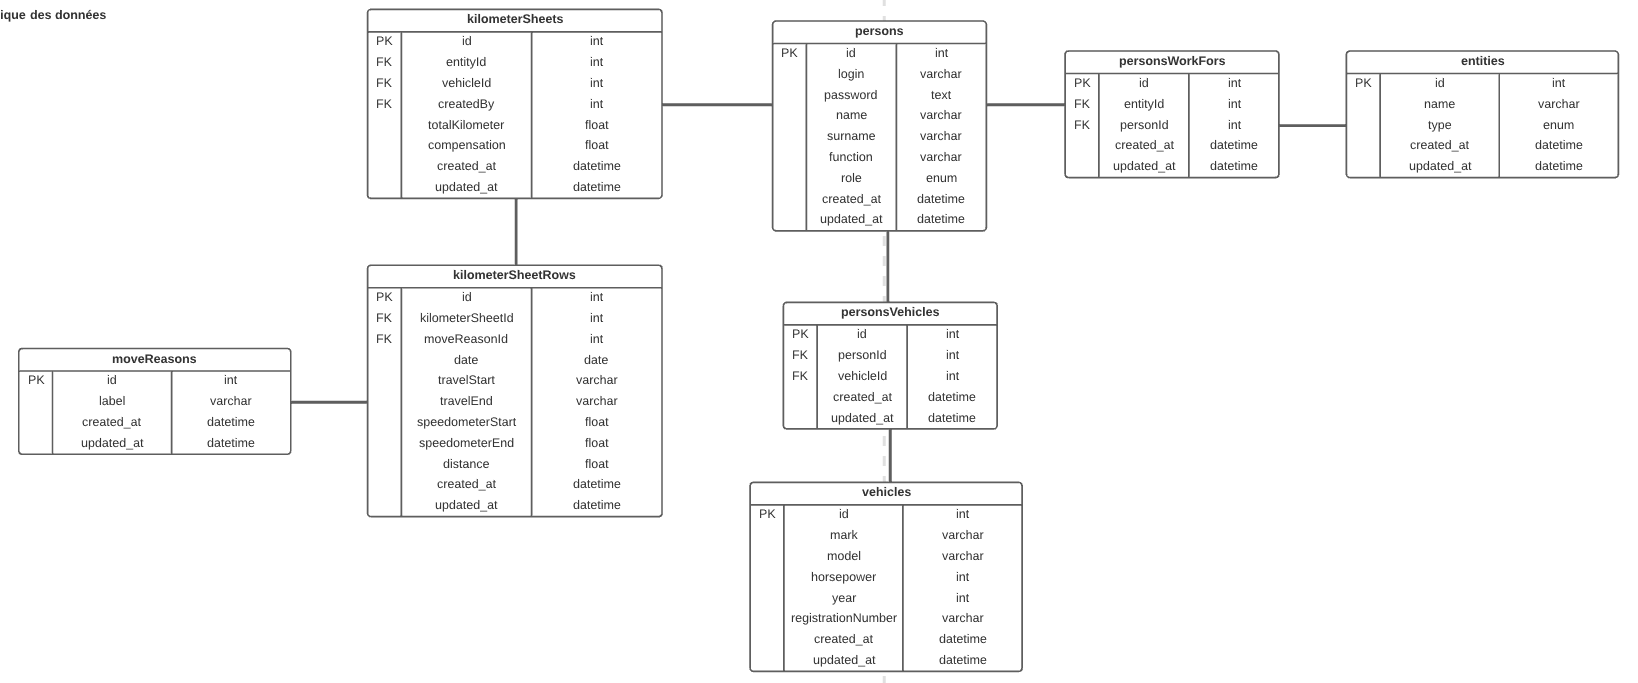 ique des données
kilometerSheets
PK id int
FK entityId int
FK vehicleId int
FK createdBy int
totalKilometer float
compensation float
created_at datetime
updated_at datetime
persons
PK id int
login varchar
password text
name varchar
surname varchar
function varchar
role enum
created_at datetime
updated_at datetime
personsWorkFors
PK id int
FK entityId int
FK personId int
created_at datetime
updated_at datetime
entities
PK id int
name varchar
type enum
created_at datetime
updated_at datetime
kilometerSheetRows
PK id int
FK kilometerSheetId int
FK moveReasonId int
date date
travelStart varchar
travelEnd varchar
speedometerStart float
speedometerEnd float
distance float
created_at datetime
updated_at datetime
moveReasons
PK id int
label varchar
created_at datetime
updated_at datetime
personsVehicles
PK id int
FK personId int
FK vehicleId int
created_at datetime
updated_at datetime
vehicles
PK id int
mark varchar
model varchar
horsepower int
year int
registrationNumber varchar
created_at datetime
updated_at datetime